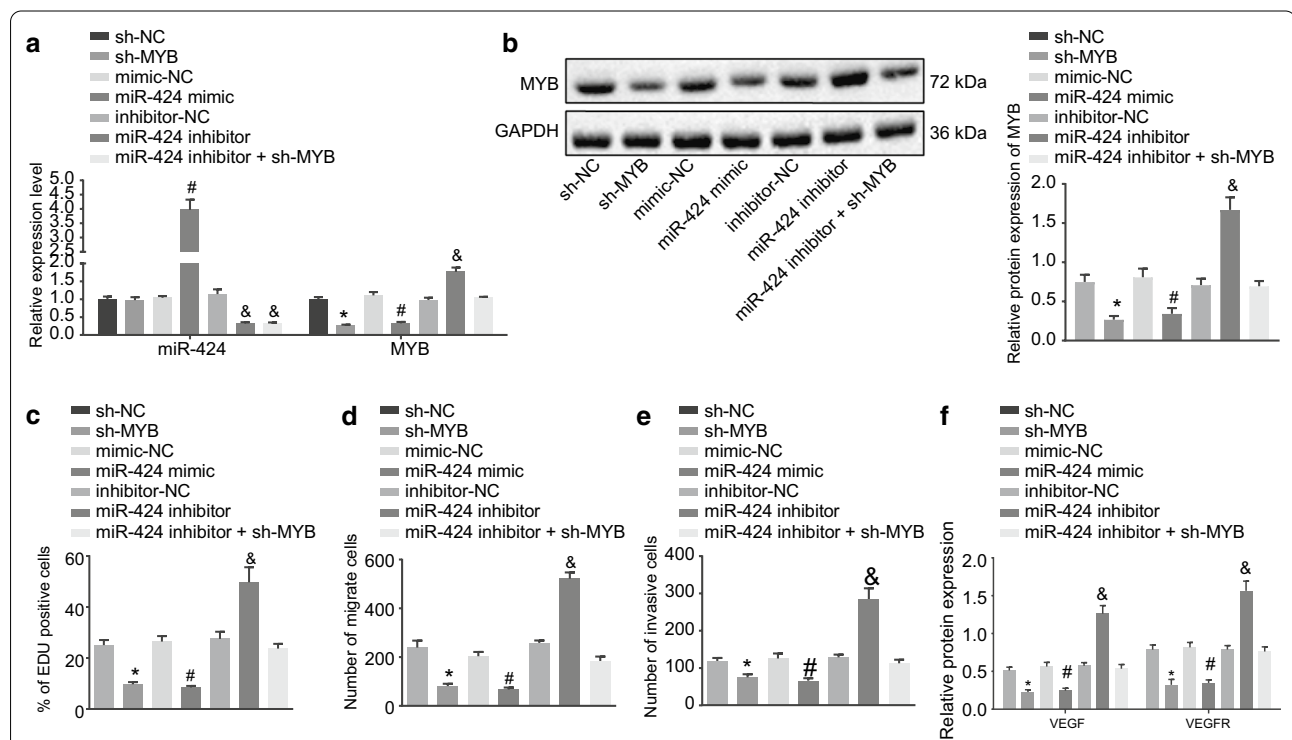 a
sh-NC
sh-MYB
mimic-NC
miR-424 mimic
inhibitor-NC
miR-424 inhibitor
miR-424 inhibitor + sh-MYB
Relative expression level
5.0
4.5
4.0
3.5
3.0
2.5
2.0
1.5
1.0
0.5
0.0
#
&
&
*
#
&
miR-424
MYB
b
MYB
72 kDa
GAPDH
36 kDa
sh-NC
sh-MYB
mimic-NC
miR-424 mimic
inhibitor-NC
miR-424 inhibitor
miR-424 inhibitor + sh-MYB
sh-NC
sh-MYB
mimic-NC
miR-424 mimic
inhibitor-NC
miR-424 inhibitor
miR-424 inhibitor + sh-MYB
Relative protein expression of MYB
2.0
1.5
1.0
0.5
0.0
*
#
&
c
sh-NC
sh-MYB
mimic-NC
miR-424 mimic
inhibitor-NC
miR-424 inhibitor
miR-424 inhibitor + sh-MYB
% of EDU positive cells
60
40
20
0
*
#
&
d
sh-NC
sh-MYB
mimic-NC
miR-424 mimic
inhibitor-NC
miR-424 inhibitor
miR-424 inhibitor + sh-MYB
Number of migrate cells
600
400
200
0
*
#
&
e
sh-NC
sh-MYB
mimic-NC
miR-424 mimic
inhibitor-NC
miR-424 inhibitor
miR-424 inhibitor + sh-MYB
Number of invasive cells
400
300
200
100
0
*
#
&
f
sh-NC
sh-MYB
mimic-NC
miR-424 mimic
inhibitor-NC
miR-424 inhibitor
miR-424 inhibitor + sh-MYB
Relative protein expression
2.0
1.5
1.0
0.5
0.0
*
#
&
*
#
&
VEGF
VEGFR